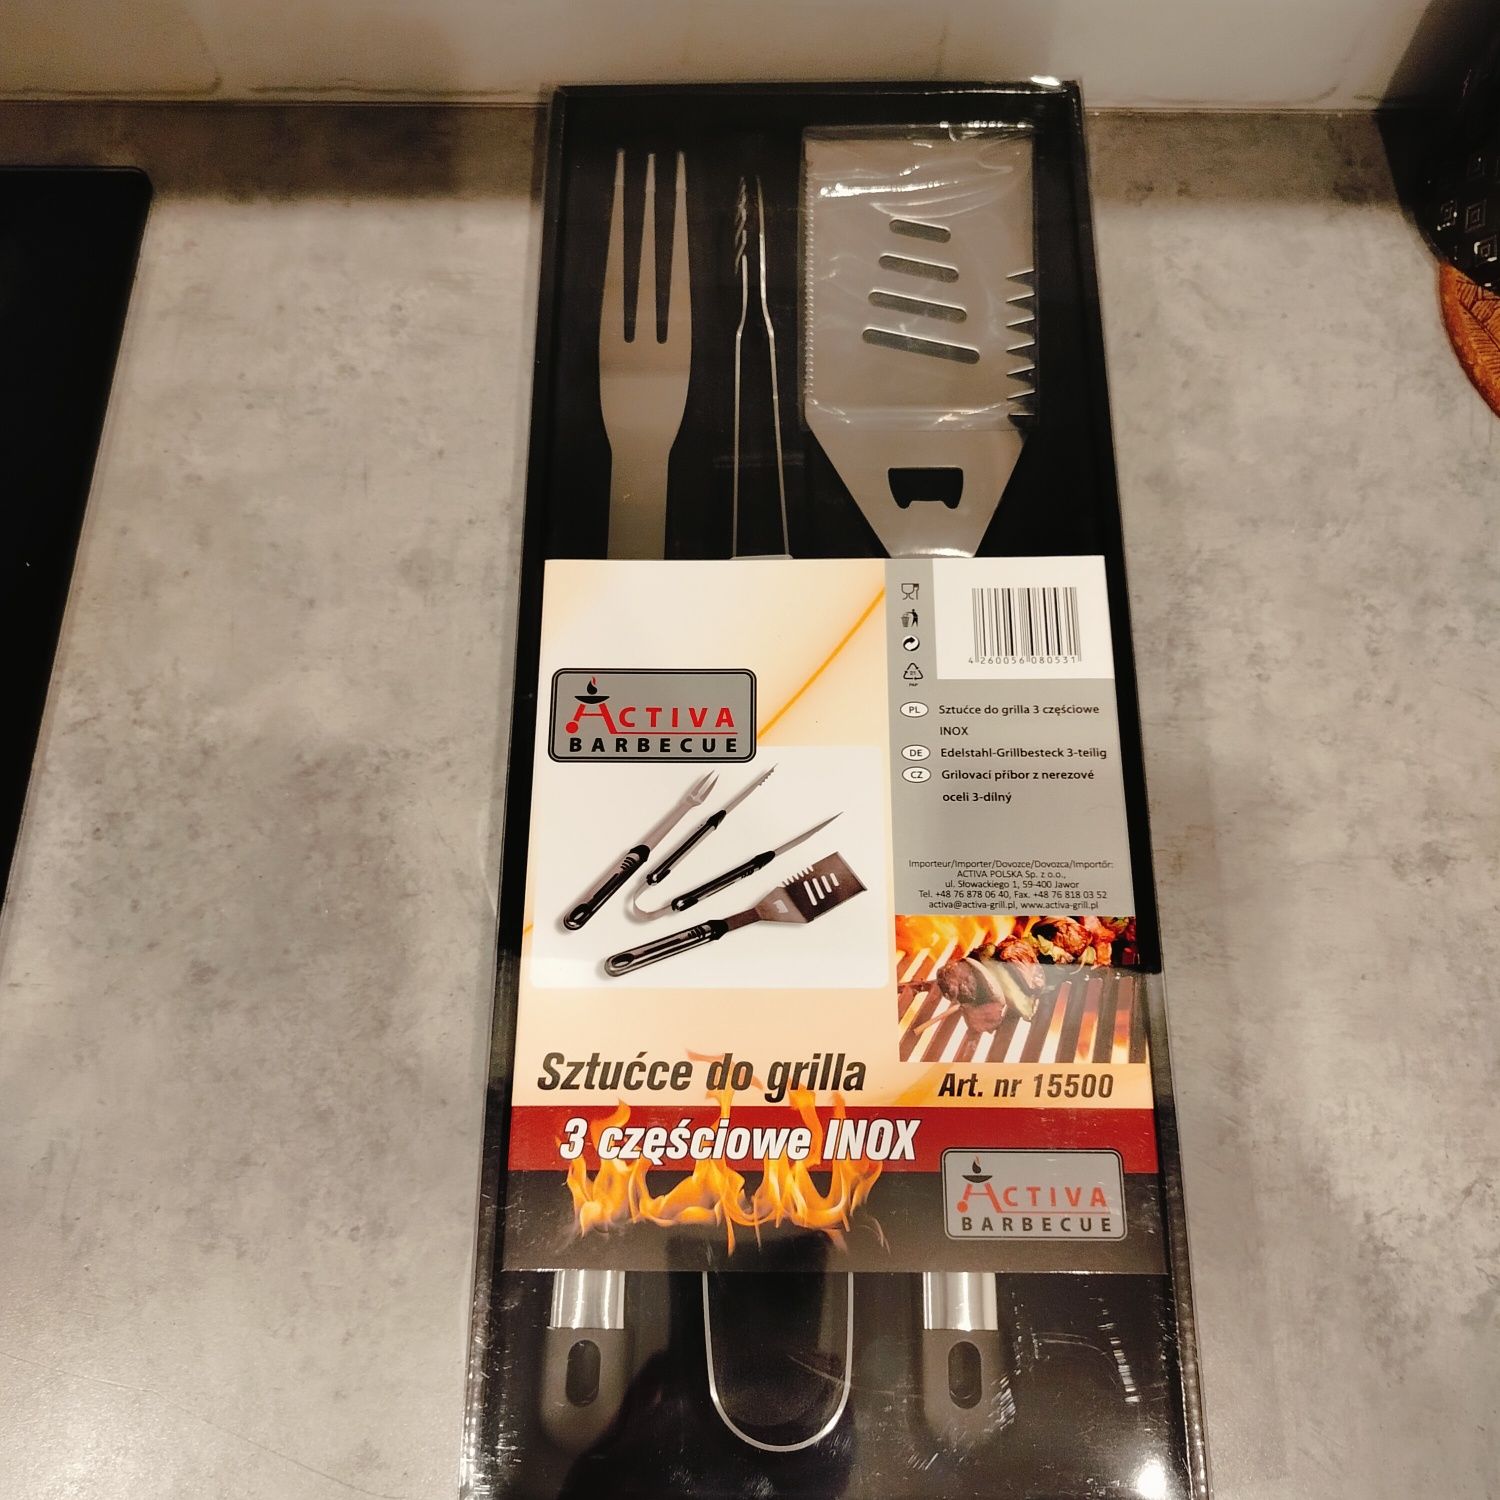 4 260056 080531
PAP
ACTIVA
BARBECUE
PL Sztućce do grilla 3 częściowe
INOX
DE Edelstahl-Grillbesteck 3-teilig
CZ Grilovací příbor z nerezové
oceli 3-dílný
Importeur/Importer/Dovozce/Dovozca/Importőr:
ACTIVA POLSKA Sp. z o.o.,
ul. Słowackiego 1, 59-400 Jawor
Tel. +48 76 878 06 40, Fax. +48 76 818 03 52
activa@activa-grill.pl, www.activa-grill.pl
Sztućce do grilla
Art. nr 15500
3 częściowe INOX
ACTIVA
BARBECUE